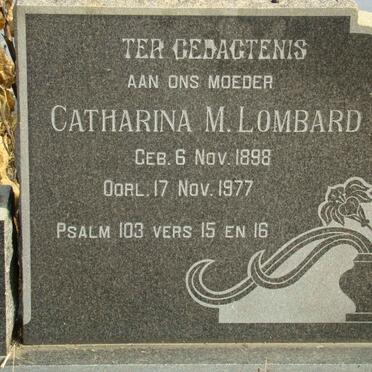 TER GEDAGTENIS
AAN ONS MOEDER
CATHARINA M. LOMBARD
GEB. 6 NOV. 1898
OORL. 17 NOV. 1977
PSALM 103 VERS 15 EN 16